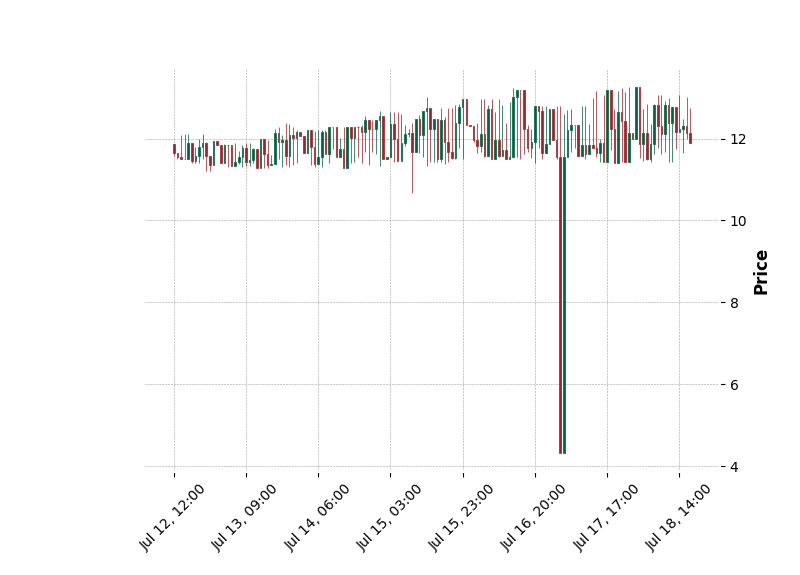 12
10
8
6
4
Price
Jul 12, 12:00
Jul 13, 09:00
Jul 14, 06:00
Jul 15, 03:00
Jul 15, 23:00
Jul 16, 20:00
Jul 17, 17:00
Jul 18, 14:00